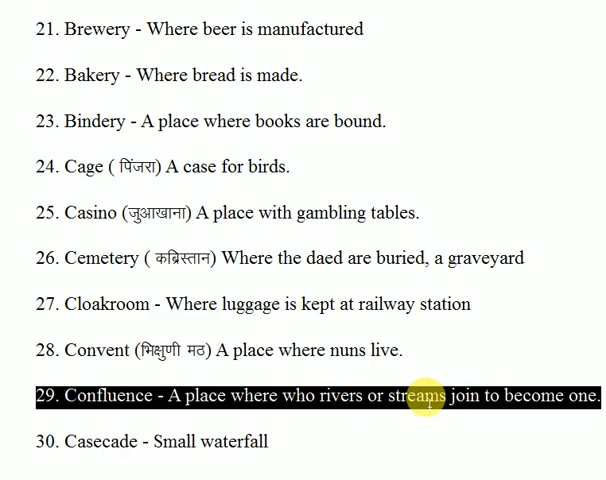 21. Brewery - Where beer is manufactured
22. Bakery - Where bread is made.
23. Bindery - A place where books are bound.
24. Cage ( पिंजरा) A case for birds.
25. Casino (जुआखाना) A place with gambling tables.
26. Cemetery ( कब्रिस्तान) Where the daed are buried, a graveyard
27. Cloakroom - Where luggage is kept at railway station
28. Convent (भिक्षुणी मठ) A place where nuns live.
29. Confluence - A place where who rivers or streams join to become one.
30. Casecade - Small waterfall